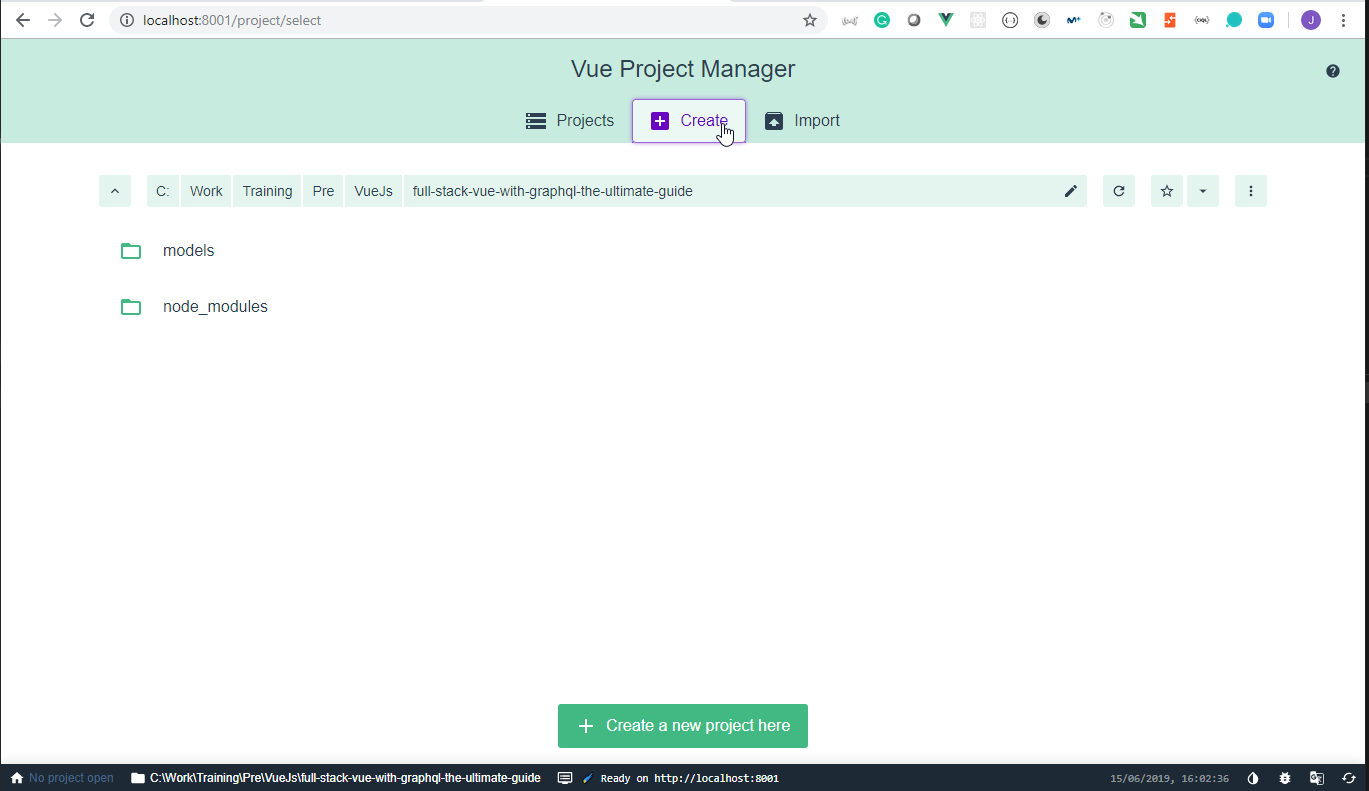 localhost:8001/project/select
J
Vue Project Manager
Projects
Create
Import
C:
Work
Training
Pre
VueJs
full-stack-vue-with-graphql-the-ultimate-guide
models
node_modules
Create a new project here
No project open
C:\Work\Training\Pre\VueJs\full-stack-vue-with-graphql-the-ultimate-guide
Ready on http://localhost:8001
15/06/2019, 16:02:36